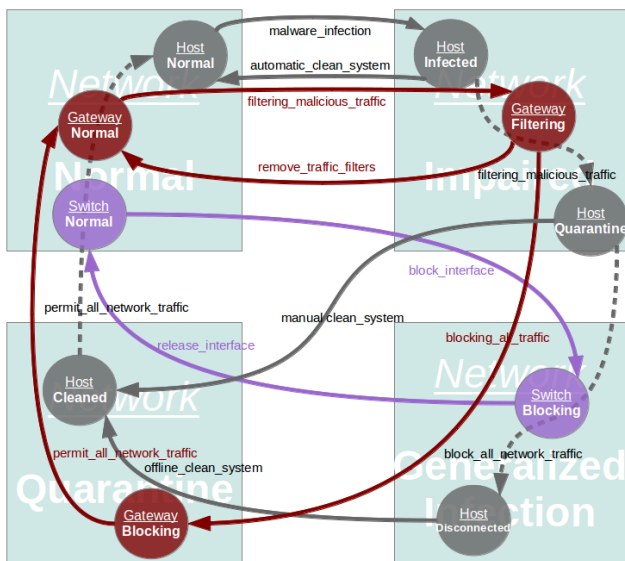 Host
Normal
malware_infection
Host
Infected
automatic_clean_system
Network
Network
Gateway
Normal
filtering_malicious_traffic
Gateway
Filtering
Normal
remove_traffic_filters
Impaired
filtering_malicious_traffic
Switch
Normal
Host
Quarantine
block_interface
permit_all_network_traffic
manual clean_system
release_interface
blocking_all_traffic
Network
Network
Host
Cleaned
Switch
Blocking
permit_all_network_traffic
offline_clean_system
block_all_network_traffic
Quarantine
Generalized
Infection
Gateway
Blocking
Host
Disconnected